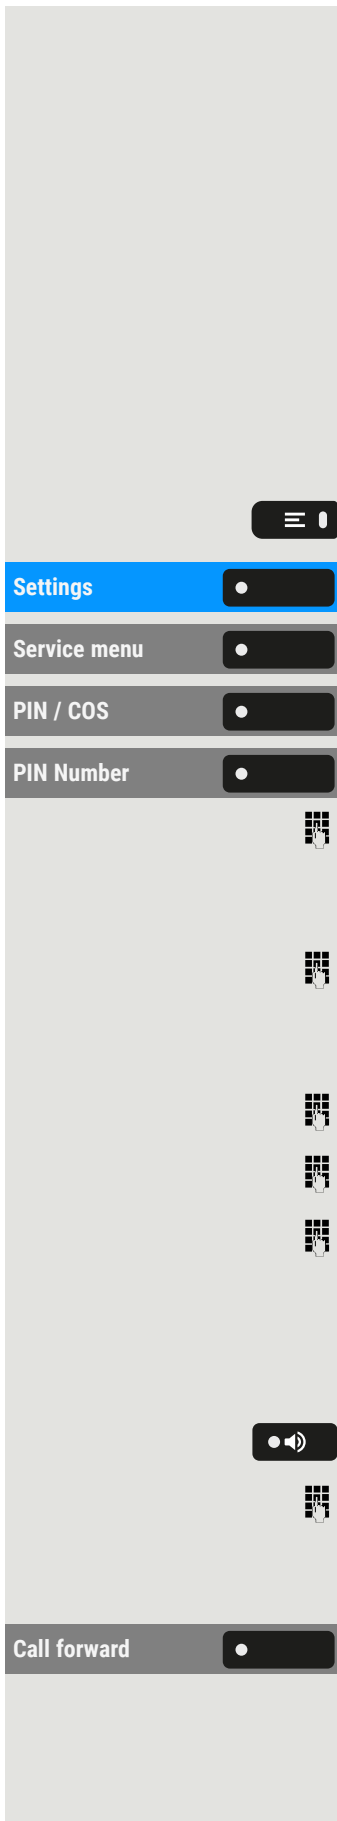 Settings
Service menu
PIN / COS
PIN Number
Call forward